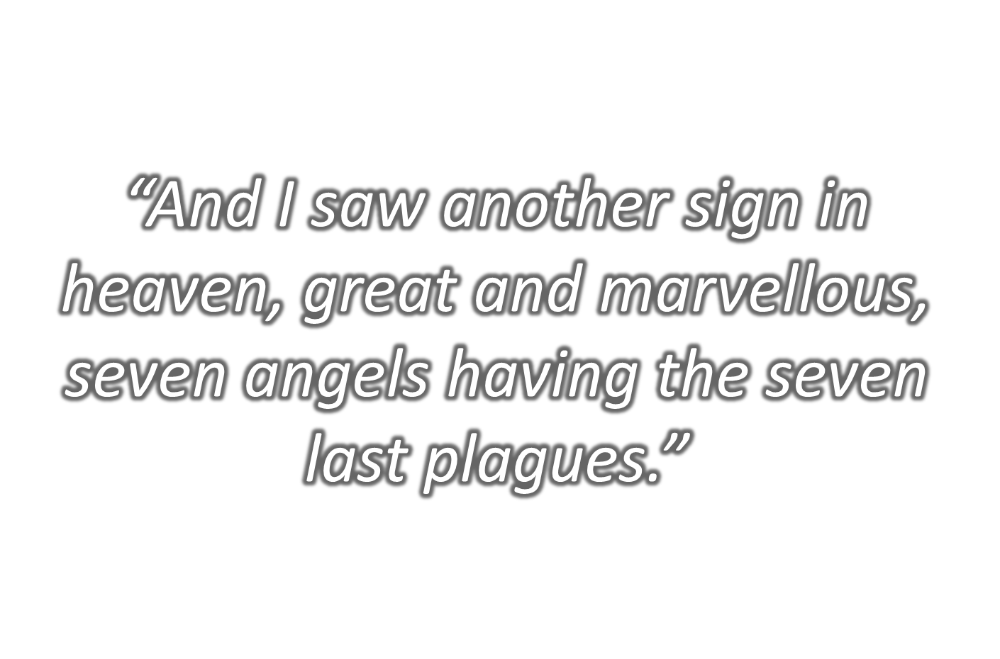 “And I saw another sign in
heaven, great and marvellous,
seven angels having the seven
last plagues.”